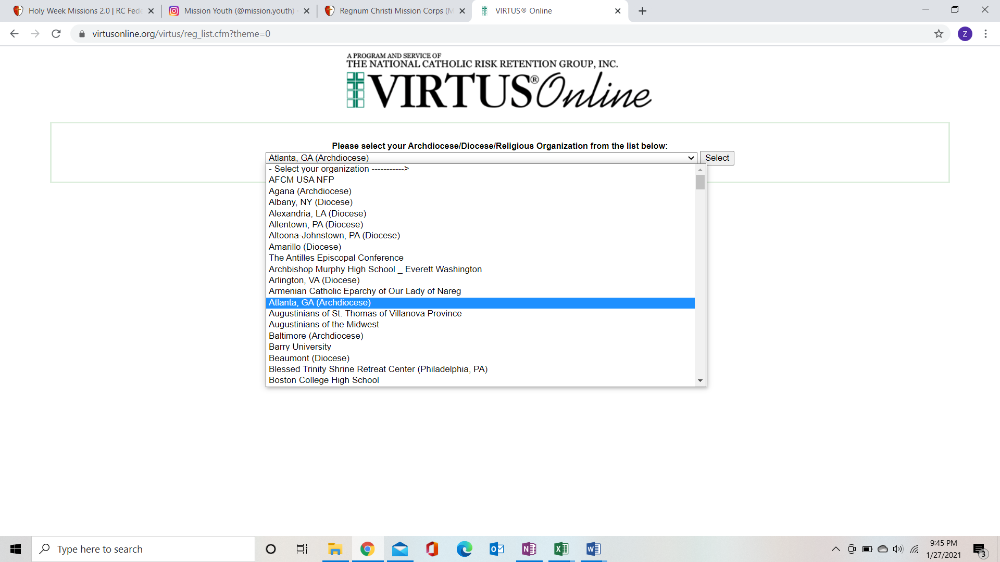 Holy Week Missions 2.0 | RC Fede
Mission Youth (@mission.youth)
Regnum Christi Mission Corps (M
VIRTUS® Online
virtusonline.org/virtus/reg_list.cfm?theme=0
Z
A PROGRAM AND SERVICE OF
THE NATIONAL CATHOLIC RISK RETENTION GROUP, INC.
VIRTUS® Online
Please select your Archdiocese/Diocese/Religious Organization from the list below:
Atlanta, GA (Archdiocese)
Select
- Select your organization ----------->
AFCM USA NFP
Agana (Archdiocese)
Albany, NY (Diocese)
Alexandria, LA (Diocese)
Allentown, PA (Diocese)
Altoona-Johnstown, PA (Diocese)
Amarillo (Diocese)
The Antilles Episcopal Conference
Archbishop Murphy High School _ Everett Washington
Arlington, VA (Diocese)
Armenian Catholic Eparchy of Our Lady of Nareg
Atlanta, GA (Archdiocese)
Augustinians of St. Thomas of Villanova Province
Augustinians of the Midwest
Baltimore (Archdiocese)
Barry University
Beaumont (Diocese)
Blessed Trinity Shrine Retreat Center (Philadelphia, PA)
Boston College High School
Type here to search
9:45 PM
1/27/2021
3